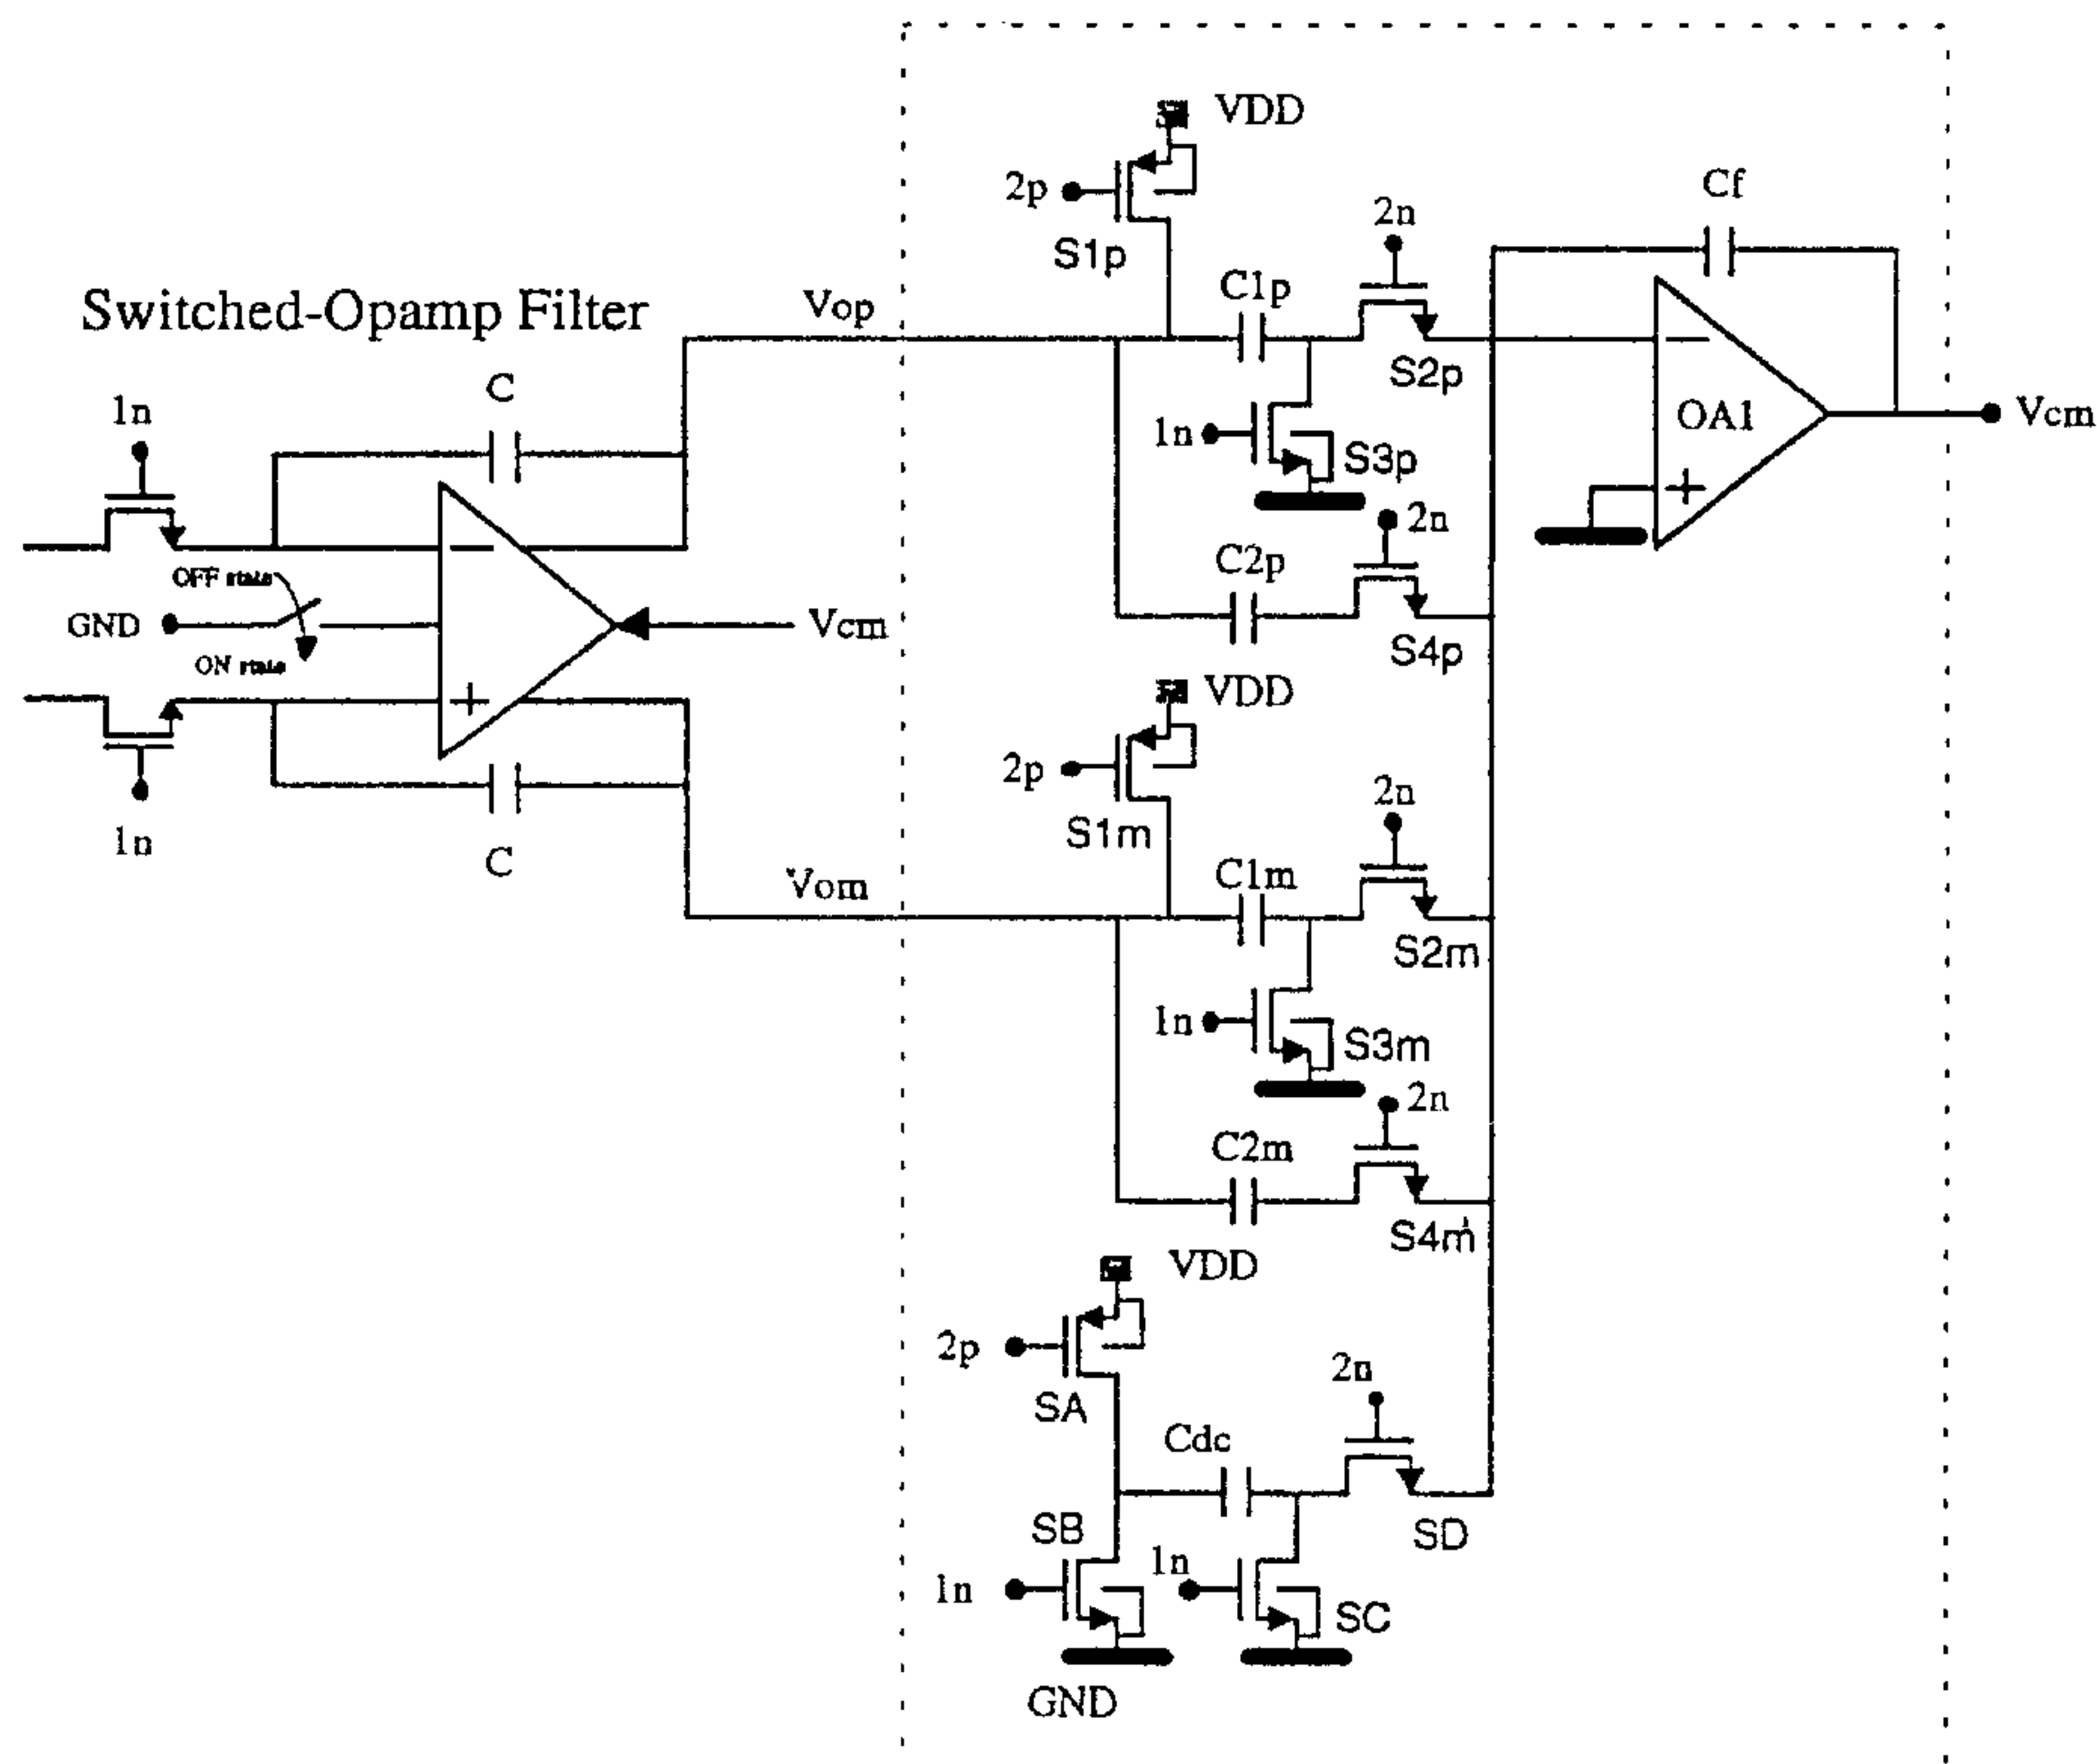 Switched-Opamp Filter
1n
C
OFF state
GND
ON state
Vcm
1n
C
Vop
Vom
VDD
2p
S1p
C1p
2n
S2p
1n
S3p
C2p
2n
S4p
Cf
OA1
Vcm
VDD
2p
S1m
C1m
2n
S2m
1n
S3m
C2m
2n
S4m
VDD
2p
SA
Cdc
2n
SD
SB
1n
1n
SC
GND